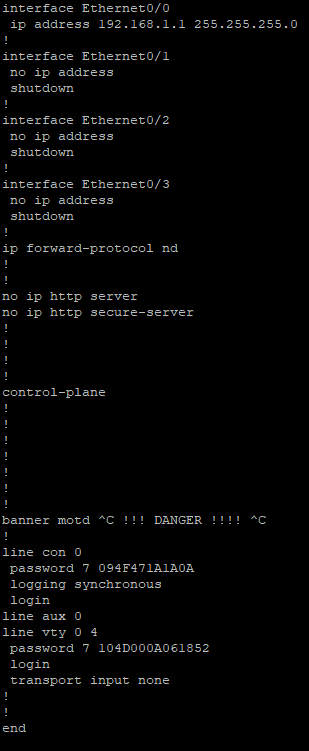 interface Ethernet0/0
 ip address 192.168.1.1 255.255.255.0
!
interface Ethernet0/1
 no ip address
 shutdown
!
interface Ethernet0/2
 no ip address
 shutdown
!
interface Ethernet0/3
 no ip address
 shutdown
!
ip forward-protocol nd
!
!
no ip http server
no ip http secure-server
!
!
!
!
control-plane
!
!
!
!
!
!
!
banner motd ^C !!! DANGER !!!! ^C
!
line con 0
 password 7 094F471A1A0A
 logging synchronous
 login
line aux 0
line vty 0 4
 password 7 104D000A061852
 login
 transport input none
!
!
end